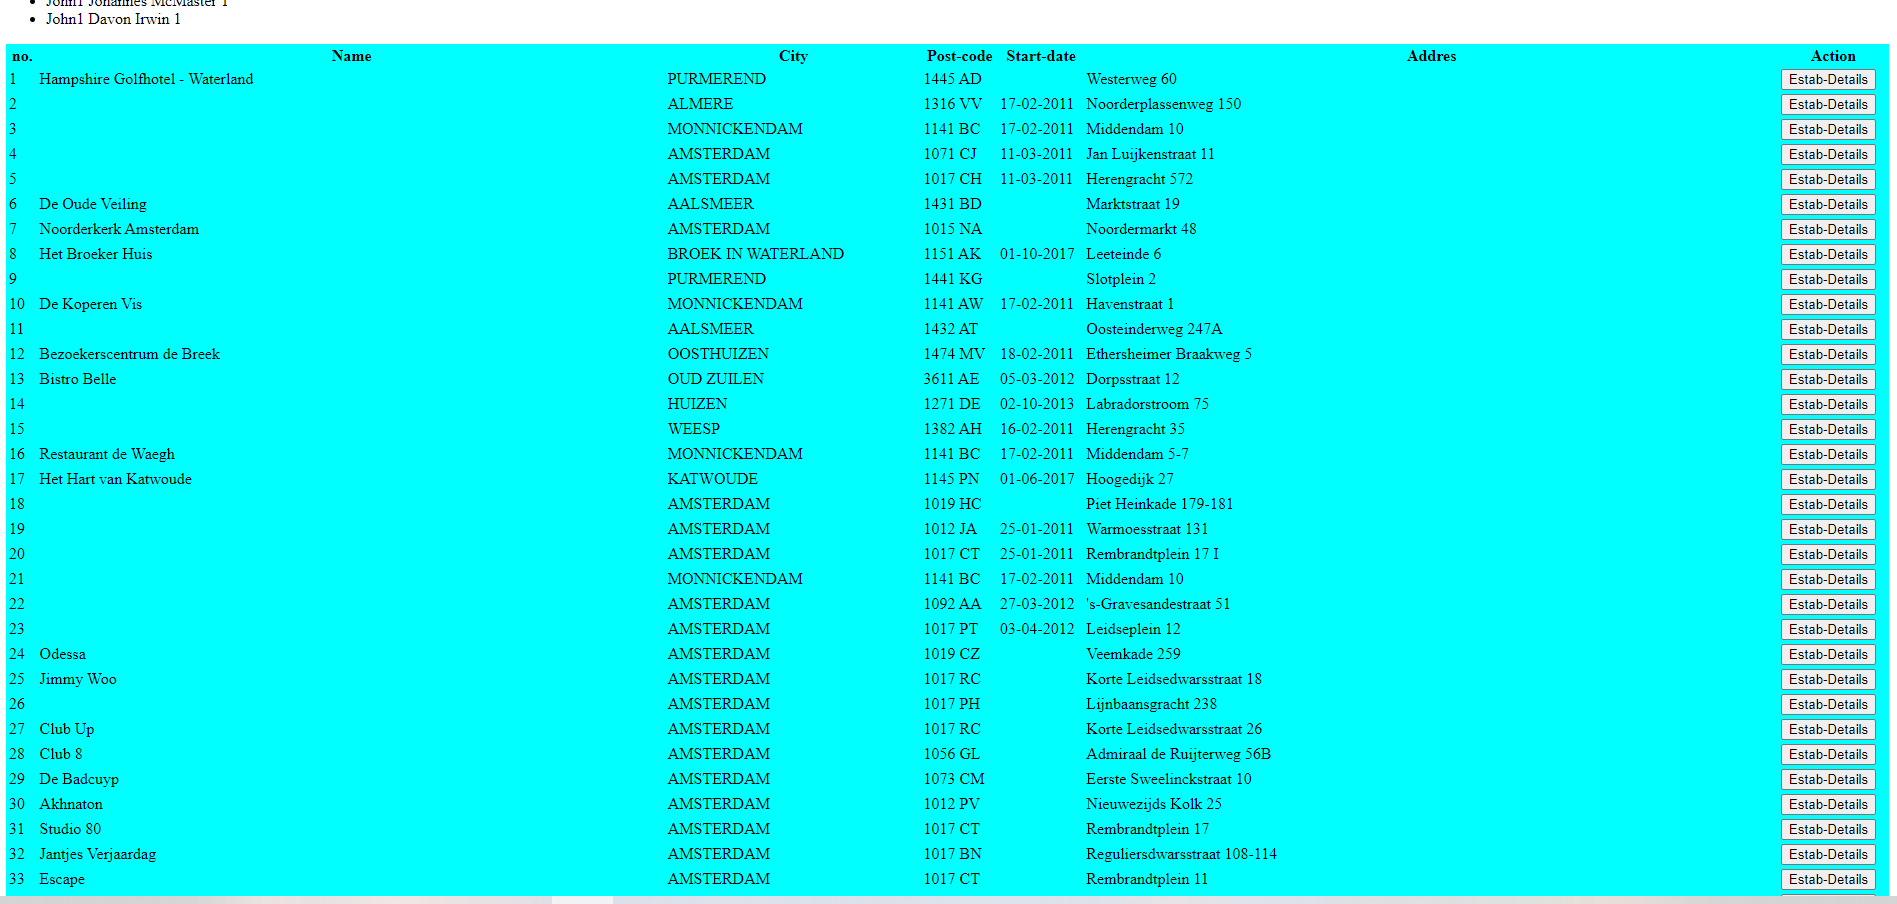 John1 Johannes McMaster 1
John1 Davon Irwin 1
no. Name City Post-code Start-date Addres Action
1 Hampshire Golfhotel - Waterland PURMEREND 1445 AD Westerweg 60 Estab-Details
2 ALMERE 1316 VV 17-02-2011 Noorderplassenweg 150 Estab-Details
3 MONNICKENDAM 1141 BC 17-02-2011 Middendam 10 Estab-Details
4 AMSTERDAM 1071 CJ 11-03-2011 Jan Luijkenstraat 11 Estab-Details
5 AMSTERDAM 1017 CH 11-03-2011 Herengracht 572 Estab-Details
6 De Oude Veiling AALSMEER 1431 BD Marktstraat 19 Estab-Details
7 Noorderkerk Amsterdam AMSTERDAM 1015 NA Noordermarkt 48 Estab-Details
8 Het Broeker Huis BROEK IN WATERLAND 1151 AK 01-10-2017 Leeteinde 6 Estab-Details
9 PURMEREND 1441 KG Slotplein 2 Estab-Details
10 De Koperen Vis MONNICKENDAM 1141 AW 17-02-2011 Havenstraat 1 Estab-Details
11 AALSMEER 1432 AT Oosteinderweg 247A Estab-Details
12 Bezoekerscentrum de Breek OOSTHUIZEN 1474 MV 18-02-2011 Ethersheimer Braakweg 5 Estab-Details
13 Bistro Belle OUD ZUILEN 3611 AE 05-03-2012 Dorpsstraat 12 Estab-Details
14 HUIZEN 1271 DE 02-10-2013 Labradorstroom 75 Estab-Details
15 WEESP 1382 AH 16-02-2011 Herengracht 35 Estab-Details
16 Restaurant de Waegh MONNICKENDAM 1141 BC 17-02-2011 Middendam 5-7 Estab-Details
17 Het Hart van Katwoude KATWOUDE 1145 PN 01-06-2017 Hoogedijk 27 Estab-Details
18 AMSTERDAM 1019 HC Piet Heinkade 179-181 Estab-Details
19 AMSTERDAM 1012 JA 25-01-2011 Warmoesstraat 131 Estab-Details
20 AMSTERDAM 1017 CT 25-01-2011 Rembrandtplein 17 I Estab-Details
21 MONNICKENDAM 1141 BC 17-02-2011 Middendam 10 Estab-Details
22 AMSTERDAM 1092 AA 27-03-2012 's-Gravesandestraat 51 Estab-Details
23 AMSTERDAM 1017 PT 03-04-2012 Leidseplein 12 Estab-Details
24 Odessa AMSTERDAM 1019 CZ Veemkade 259 Estab-Details
25 Jimmy Woo AMSTERDAM 1017 RC Korte Leidsedwarsstraat 18 Estab-Details
26 AMSTERDAM 1017 PH Lijnbaansgracht 238 Estab-Details
27 Club Up AMSTERDAM 1017 RC Korte Leidsedwarsstraat 26 Estab-Details
28 Club 8 AMSTERDAM 1056 GL Admiraal de Ruijterweg 56B Estab-Details
29 De Badcuyp AMSTERDAM 1073 CM Eerste Sweelinckstraat 10 Estab-Details
30 Akhnaton AMSTERDAM 1012 PV Nieuwezijds Kolk 25 Estab-Details
31 Studio 80 AMSTERDAM 1017 CT Rembrandtplein 17 Estab-Details
32 Jantjes Verjaardag AMSTERDAM 1017 BN Reguliersdwarsstraat 108-114 Estab-Details
33 Escape AMSTERDAM 1017 CT Rembrandtplein 11 Estab-Details